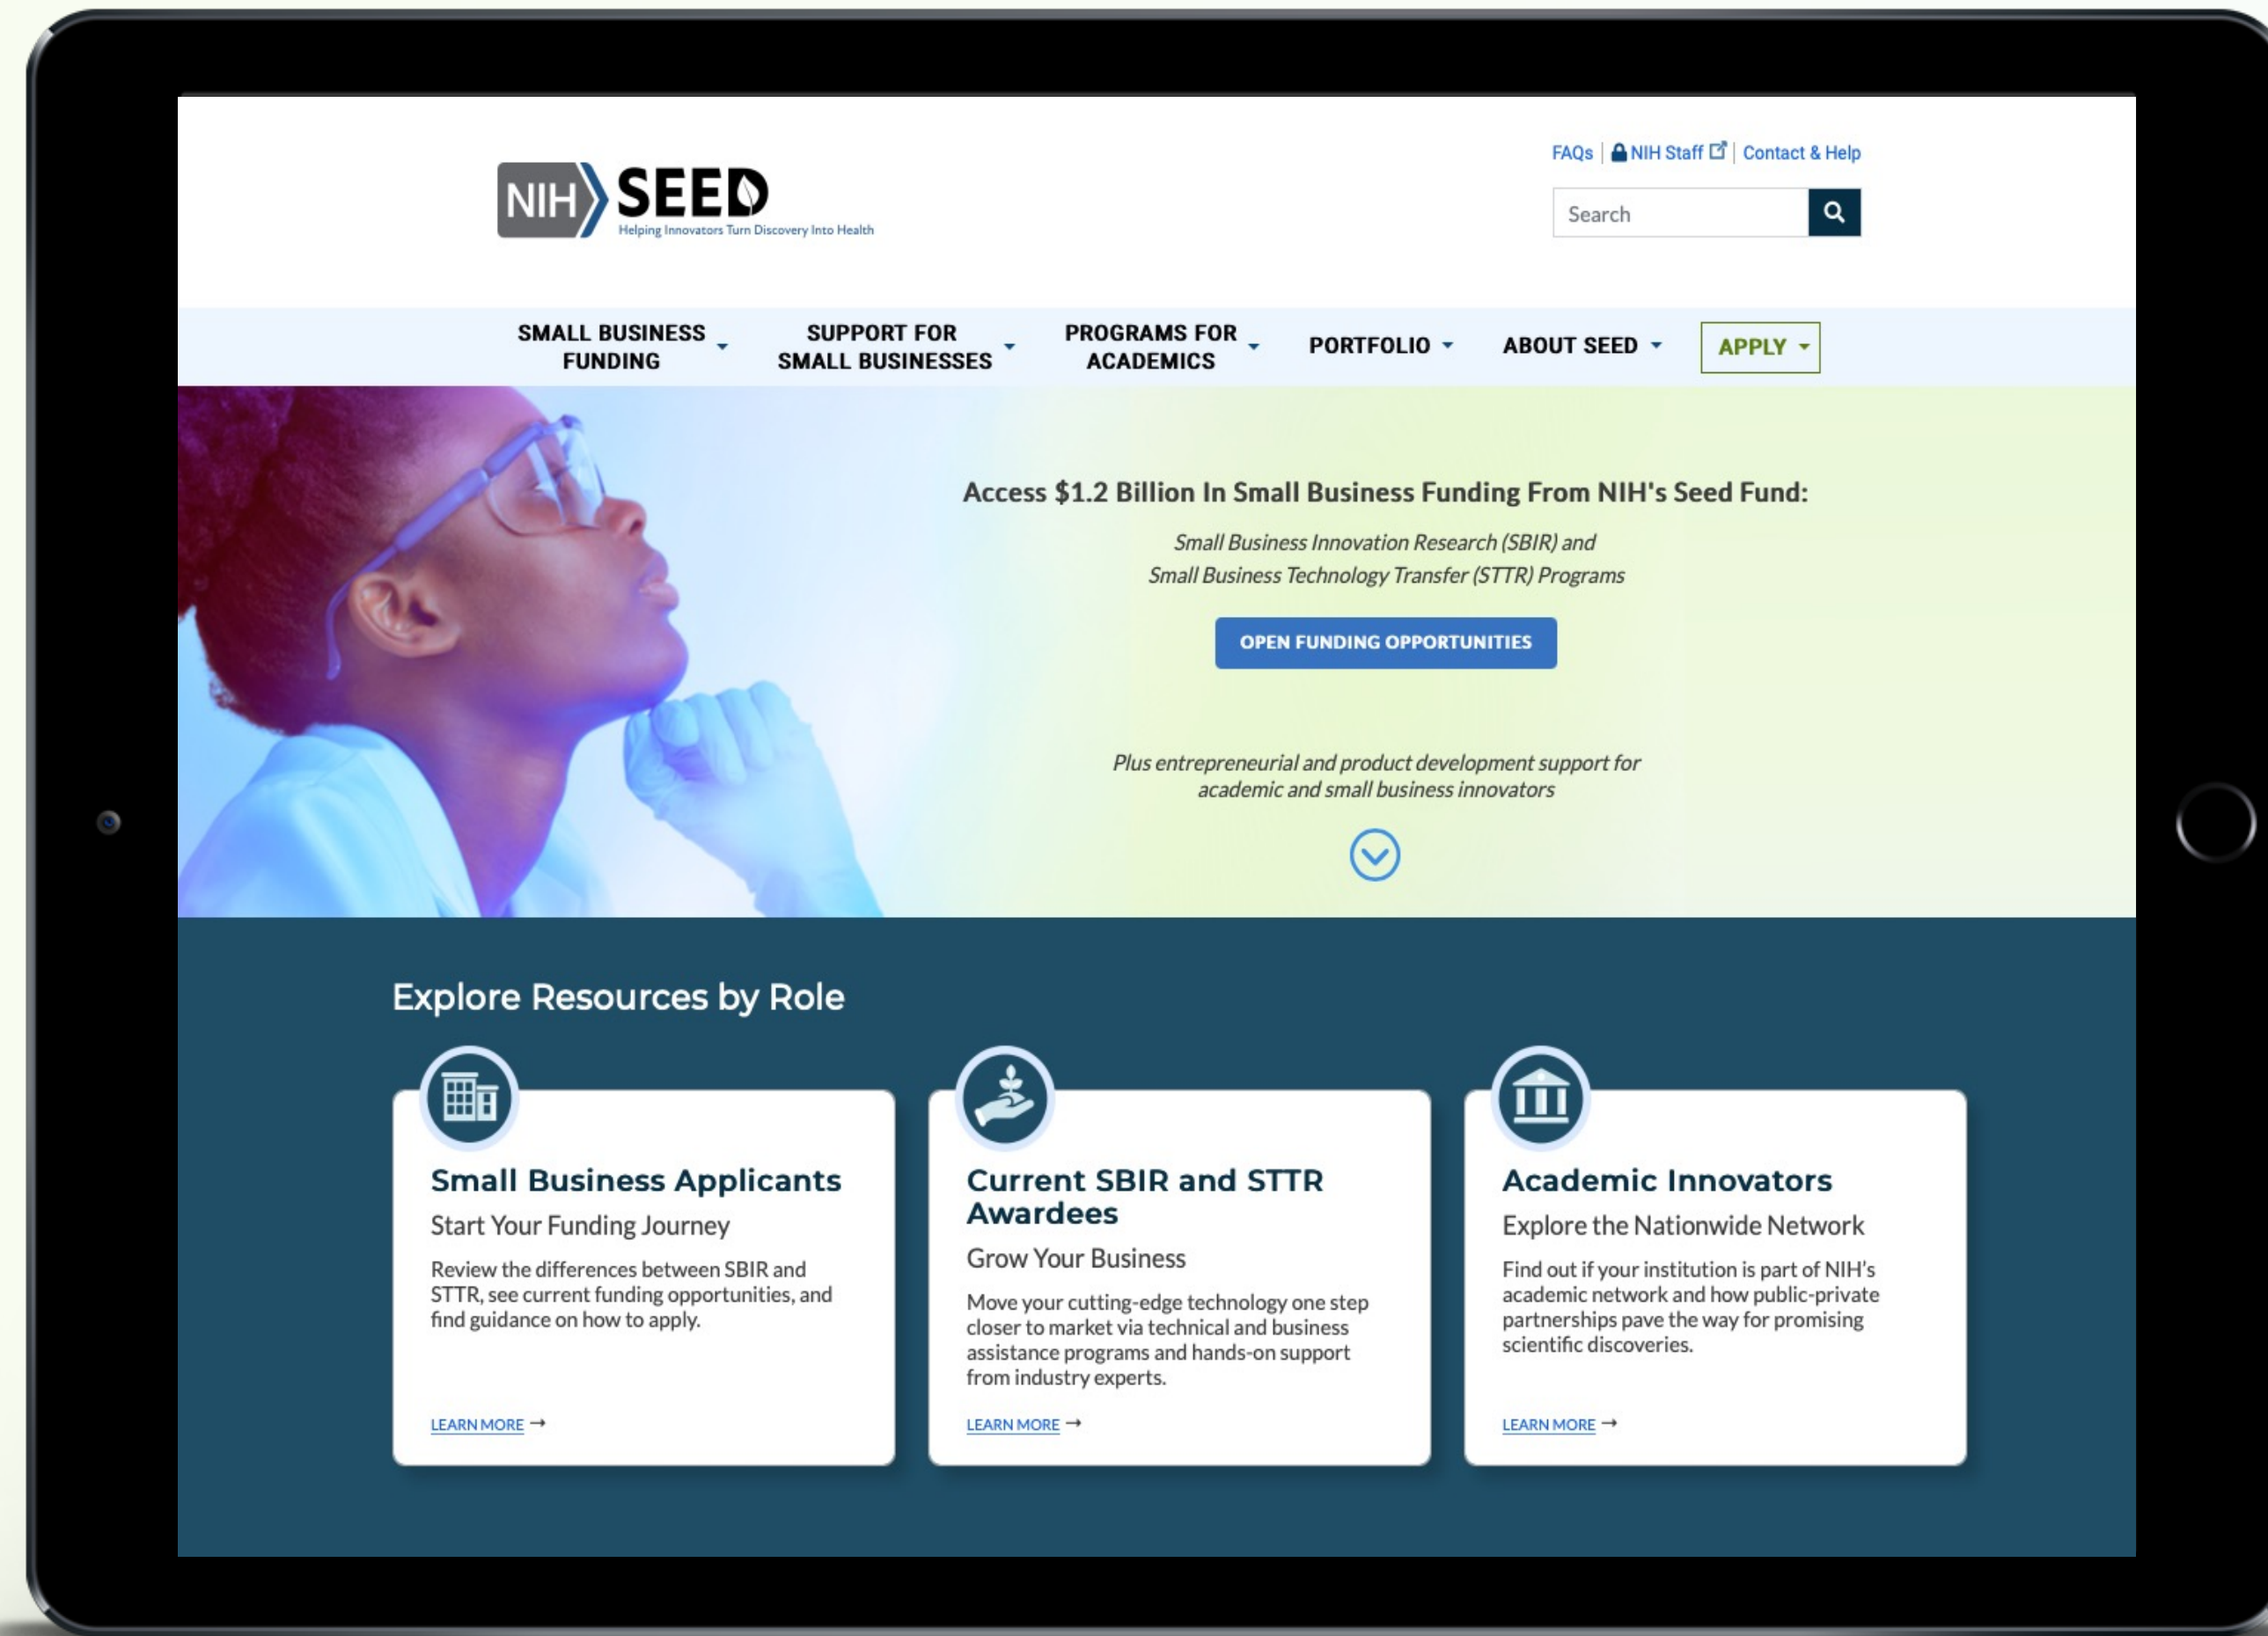 NIH SEED
Helping Innovators Turn Discovery Into Health
FAQs | NIH Staff | Contact & Help
Search
SMALL BUSINESS
FUNDING
SUPPORT FOR
SMALL BUSINESSES
PROGRAMS FOR
ACADEMICS
PORTFOLIO
ABOUT SEED
APPLY
Access $1.2 Billion In Small Business Funding From NIH's Seed Fund:
Small Business Innovation Research (SBIR) and
Small Business Technology Transfer (STTR) Programs
OPEN FUNDING OPPORTUNITIES
Plus entrepreneurial and product development support for
academic and small business innovators
Explore Resources by Role
Small Business Applicants
Start Your Funding Journey
Review the differences between SBIR and
STTR, see current funding opportunities, and
find guidance on how to apply.
LEARN MORE →
Current SBIR and STTR
Awardees
Grow Your Business
Move your cutting-edge technology one step
closer to market via technical and business
assistance programs and hands-on support
from industry experts.
LEARN MORE →
Academic Innovators
Explore the Nationwide Network
Find out if your institution is part of NIH’s
academic network and how public-private
partnerships pave the way for promising
scientific discoveries.
LEARN MORE →